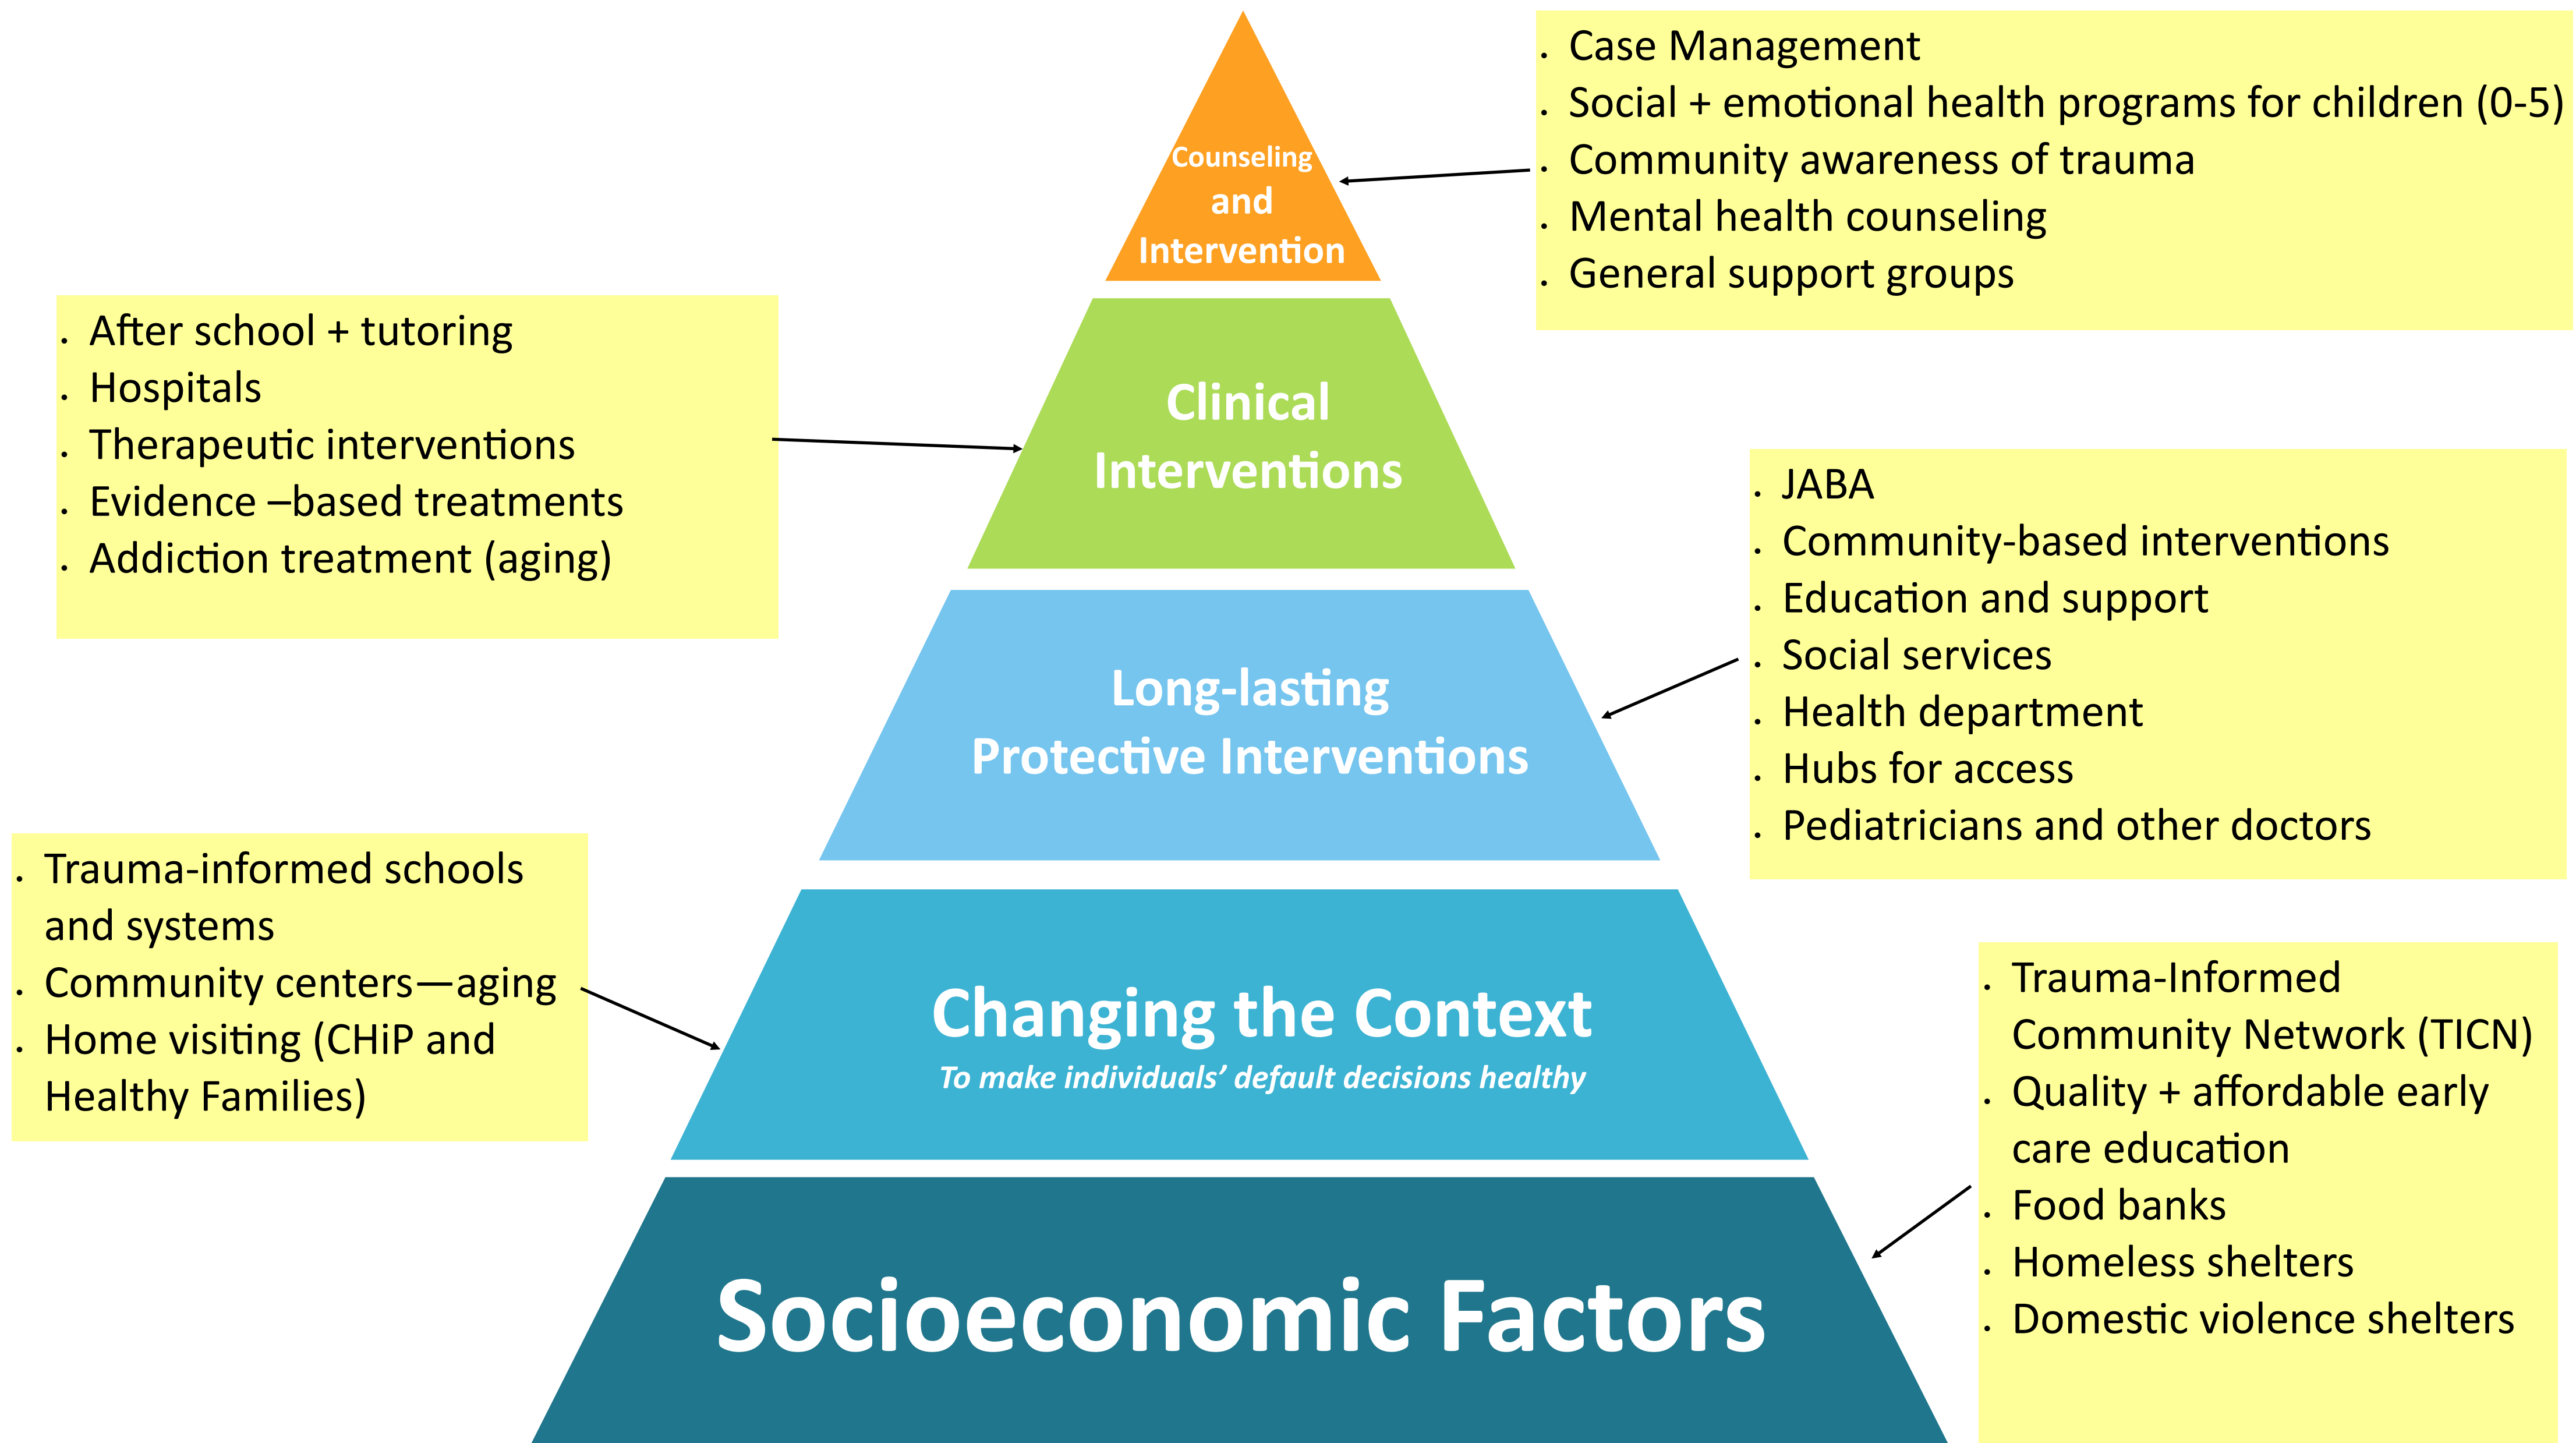 Counseling
and
Intervention
. Case Management
. Social + emotional health programs for children (0-5)
. Community awareness of trauma
. Mental health counseling
. General support groups
. After school + tutoring
. Hospitals
. Therapeutic interventions
. Evidence –based treatments
. Addiction treatment (aging)
Clinical
Interventions
Long-lasting
Protective Interventions
. JABA
. Community-based interventions
. Education and support
. Social services
. Health department
. Hubs for access
. Pediatricians and other doctors
. Trauma-informed schools
and systems
. Community centers—aging
. Home visiting (CHiP and
Healthy Families)
Changing the Context
To make individuals’ default decisions healthy
. Trauma-Informed
Community Network (TICN)
. Quality + affordable early
care education
. Food banks
. Homeless shelters
. Domestic violence shelters
Socioeconomic Factors